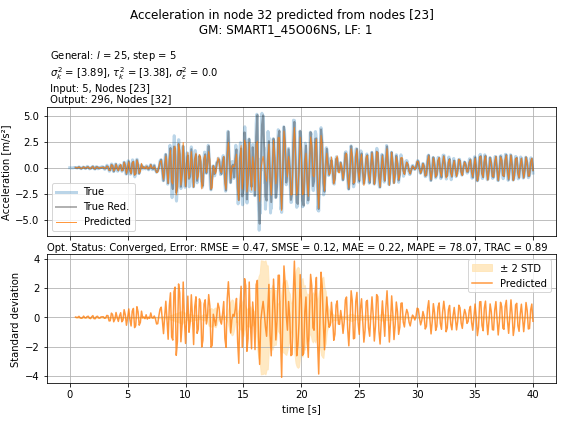 Acceleration in node 32 predicted from nodes [23]
GM: SMART1_45O06NS, LF: 1
General: l = 25, step = 5
σ²ₖ = [3.89], τ²ₖ = [3.38], σ²ε = 0.0
Input: 5, Nodes [23]
Output: 296, Nodes [32]
Acceleration [m/s²]
5.0
2.5
0.0
−2.5
−5.0
True
True Red.
Predicted
Opt. Status: Converged, Error: RMSE = 0.47, SMSE = 0.12, MAE = 0.22, MAPE = 78.07, TRAC = 0.89
Standard deviation
4
2
0
−2
−4
± 2 STD
Predicted
0 5 10 15 20 25 30 35 40
time [s]